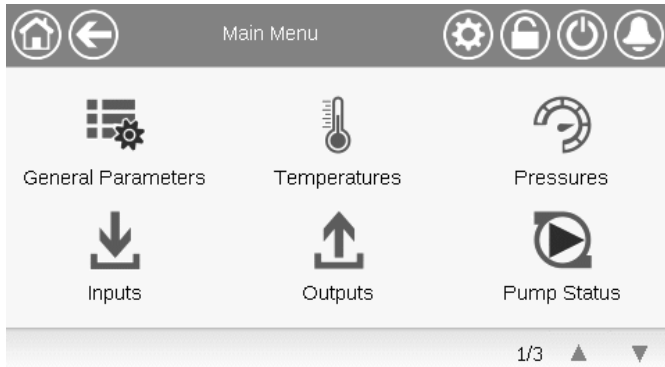 Main Menu
General Parameters
Temperatures
Pressures
Inputs
Outputs
Pump Status
1/3